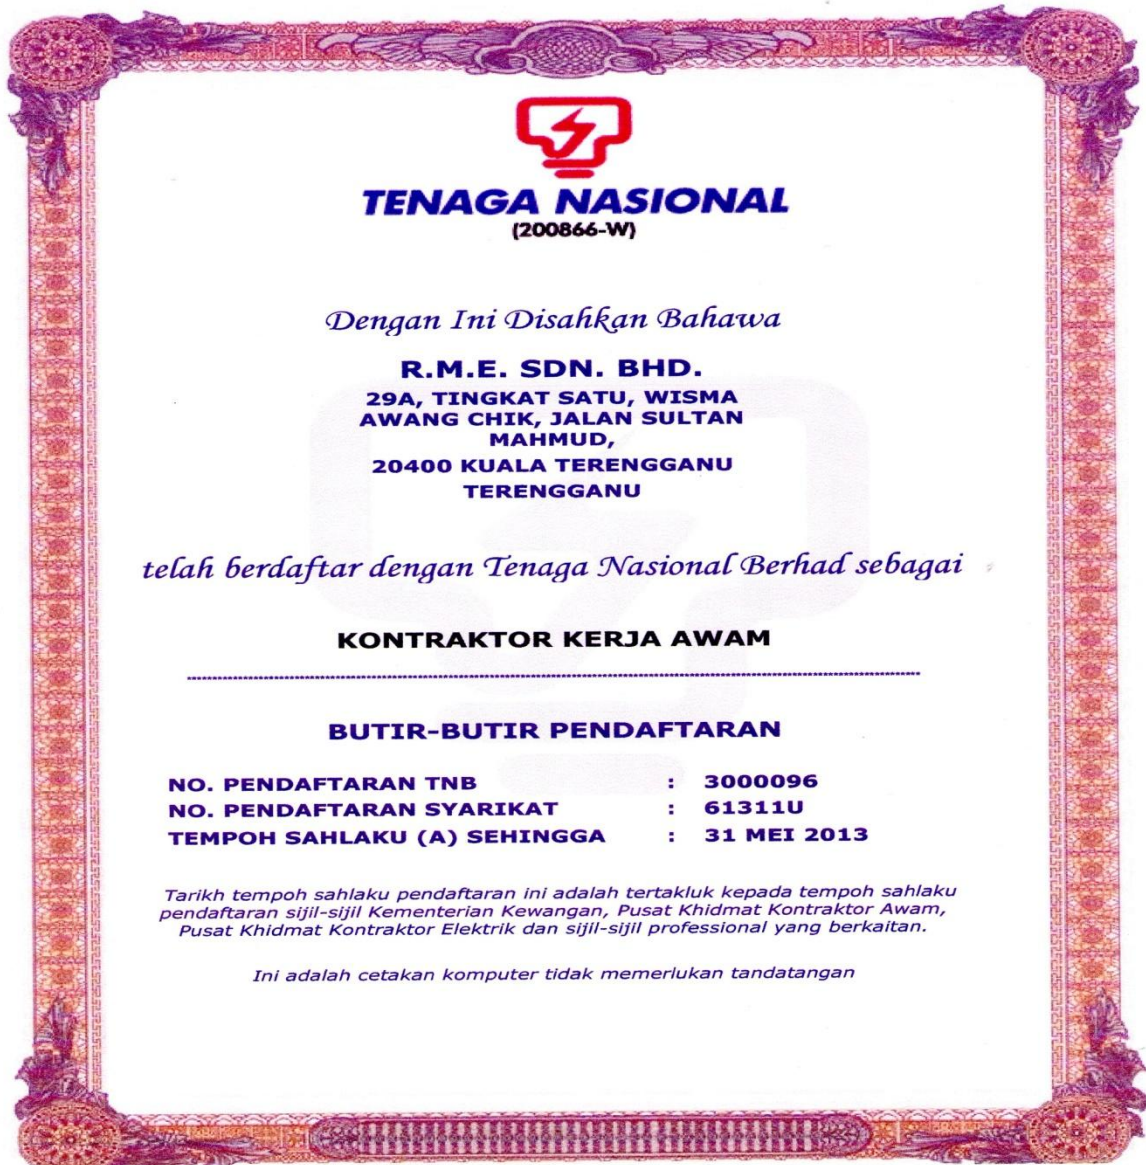 TENAGA NASIONAL
(200866-W)
Dengan Ini Disahkan Bahawa
R.M.E. SDN. BHD.
29A, TINGKAT SATU, WISMA
AWANG CHIK, JALAN SULTAN
MAHMUD,
20400 KUALA TERENGGANU
TERENGGANU
telah berdaftar dengan Tenaga Nasional Berhad sebagai
KONTRAKTOR KERJA AWAM
BUTIR-BUTIR PENDAFTARAN
NO. PENDAFTARAN TNB : 3000096
NO. PENDAFTARAN SYARIKAT : 61311U
TEMPOH SAHLAKU (A) SEHINGGA : 31 MEI 2013
Tarikh tempoh sahlaku pendaftaran ini adalah tertakluk kepada tempoh sahlaku
pendaftaran sijil-sijil Kementerian Kewangan, Pusat Khidmat Kontraktor Awam,
Pusat Khidmat Kontraktor Elektrik dan sijil-sijil professional yang berkaitan.
Ini adalah cetakan komputer tidak memerlukan tandatangan